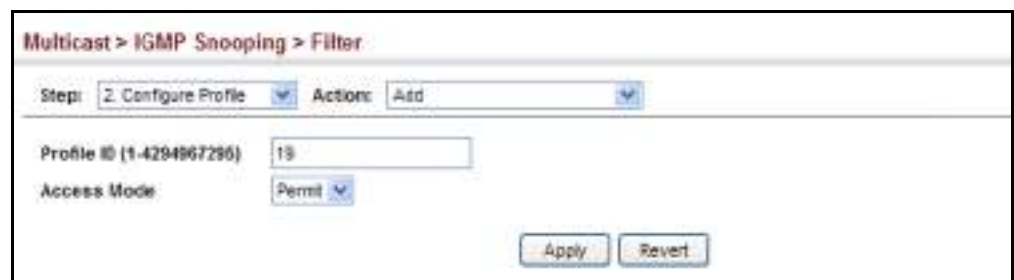 Multicast > IGMP Snooping > Filter
Step: 2. Configure Profile Action: Add
Profile ID (1-4294967295) 19
Access Mode Permit
Apply Revert